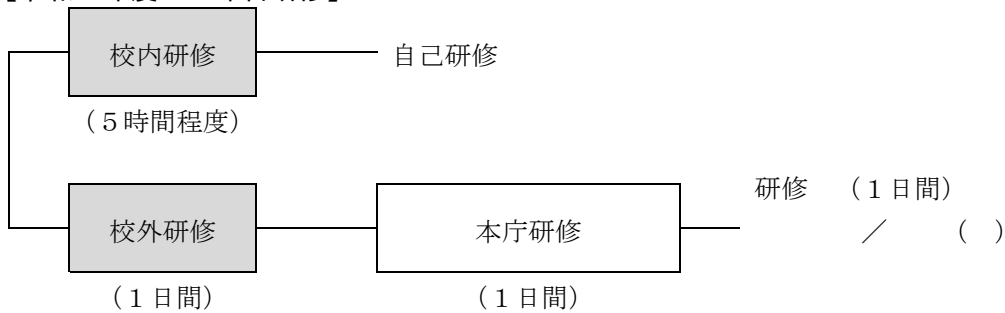 校内研修 自己研修
（５時間程度）
研修 （１日間）
校外研修 本庁研修 ／ （ ）
（１日間） （１日間）